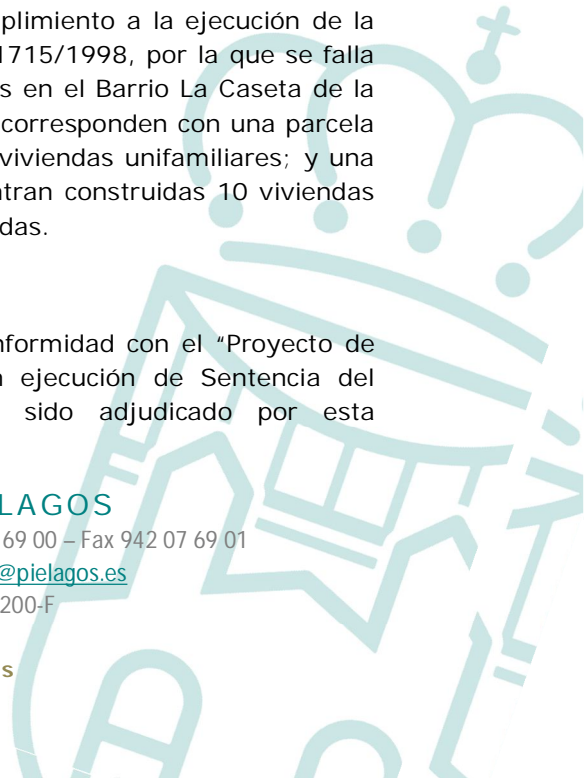 plimiento a la ejecución de la
1715/1998, por la que se falla
s en el Barrio La Caseta de la
corresponden con una parcela
viviendas unifamiliares; y una
ntran construidas 10 viviendas
das.
nformidad con el “Proyecto de
ejecución de Sentencia del
sido adjudicado por esta
LAGOS
69 00 – Fax 942 07 69 01
@pielagos.es
200-F
s